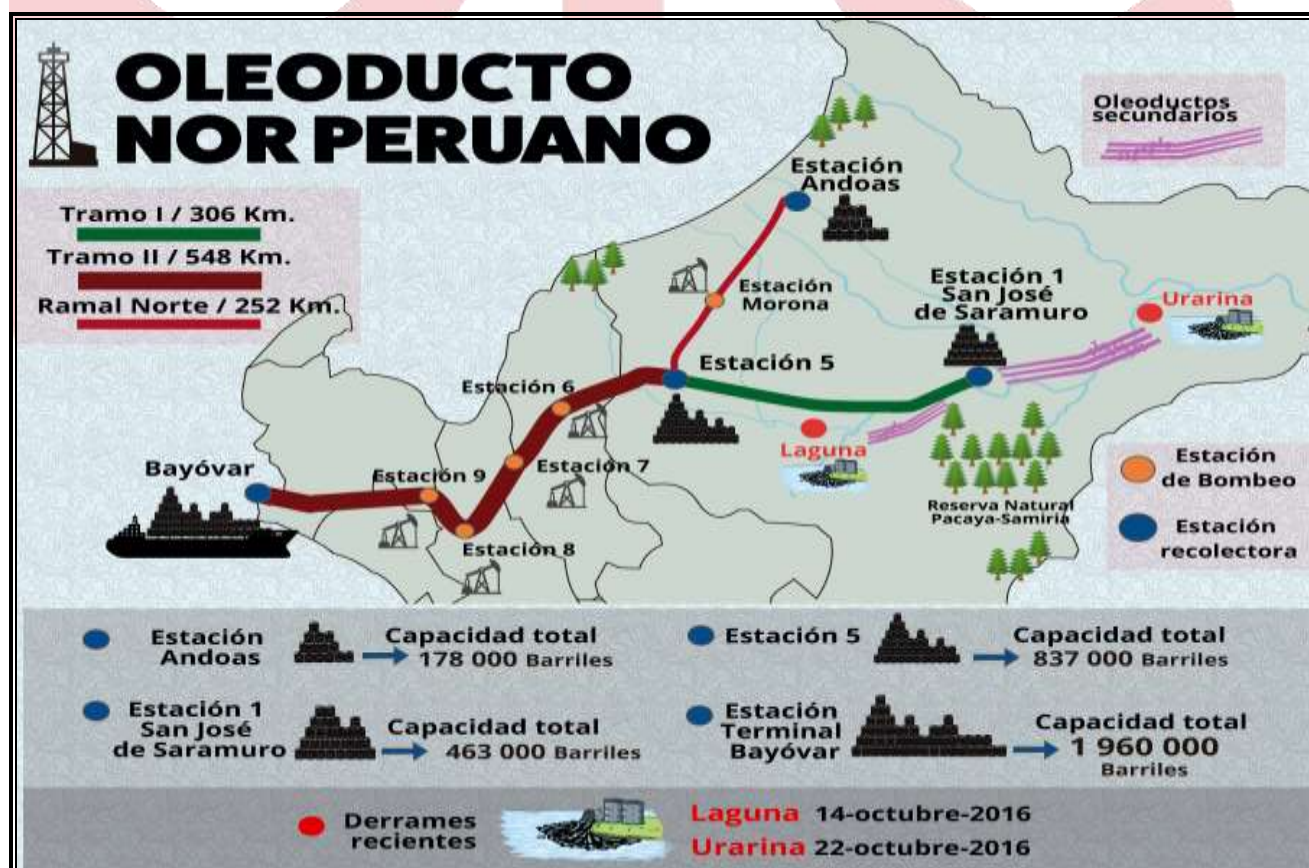 OLEODUCTO
NOR PERUANO
Oleoductos
secundarios
Tramo I / 306 Km.
Tramo II / 548 Km.
Ramal Norte / 252 Km.
Estación
Andoas
Estación
Morona
Estación 1
San José
de Saramuro
Urarina
Estación 5
Estación 6
Laguna
Estación 7
Bayóvar
Estación 9
Estación 8
Reserva Natural
Pacaya-Samiria
Estación
de Bombeo
Estación
recolectora
Estación
Andoas
Capacidad total
178 000 Barriles
Estación 5
Capacidad total
837 000 Barriles
Estación 1
San José
de Saramuro
Capacidad total
463 000 Barriles
Estación
Terminal
Bayóvar
Capacidad total
1 960 000
Barriles
Derrames
recientes
Laguna 14-octubre-2016
Urarina 22-octubre-2016